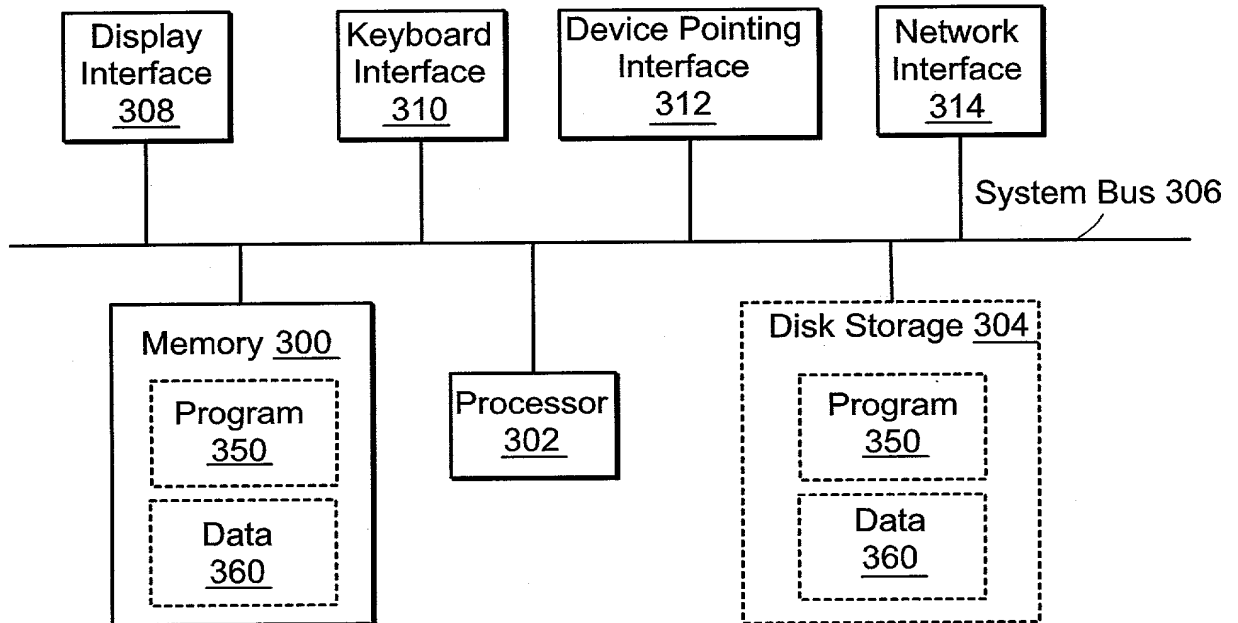 Display
Interface
308
Keyboard
Interface
310
Device Pointing
Interface
312
Network
Interface
314
System Bus 306
Memory 300
Program
350
Data
360
Processor
302
Disk Storage 304
Program
350
Data
360